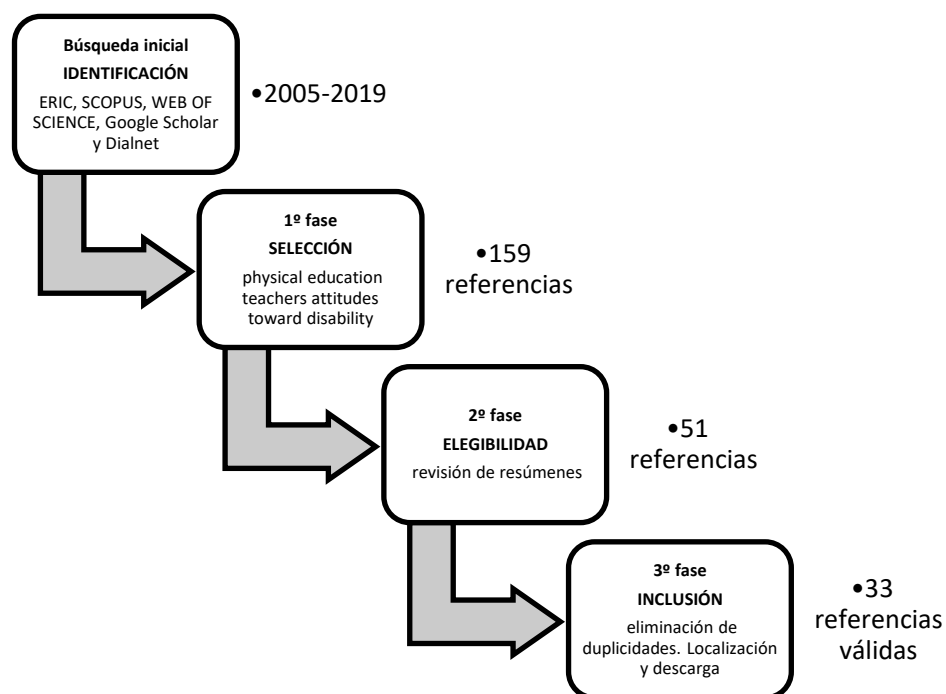 Búsqueda inicial
IDENTIFICACIÓN
ERIC, SCOPUS, WEB OF
SCIENCE, Google Scholar
y Dialnet
•2005-2019
1º fase
SELECCIÓN
physical education
teachers attitudes
toward disability
•159
referencias
2º fase
ELEGIBILIDAD
revisión de resúmenes
•51
referencias
3º fase
INCLUSIÓN
eliminación de
duplicidades. Localización
y descarga
•33
referencias
válidas